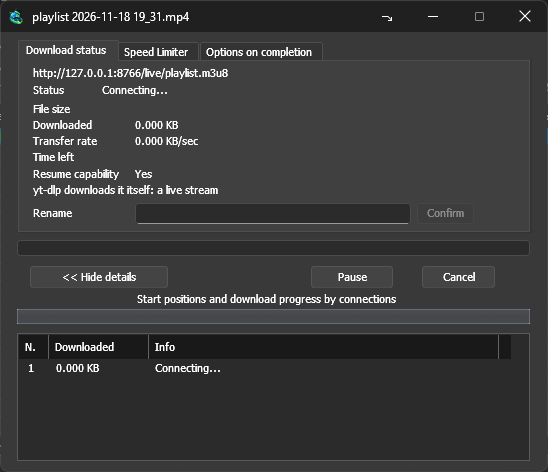 playlist 2026-11-18 19_31.mp4
Download status Speed Limiter Options on completion
http://127.0.0.1:8766/live/playlist.m3u8
Status Connecting...
File size
Downloaded 0.000 KB
Transfer rate 0.000 KB/sec
Time left
Resume capability Yes
yt-dlp downloads it itself: a live stream
Rename Confirm
<< Hide details Pause Cancel
Start positions and download progress by connections
N. Downloaded Info
1 0.000 KB Connecting...